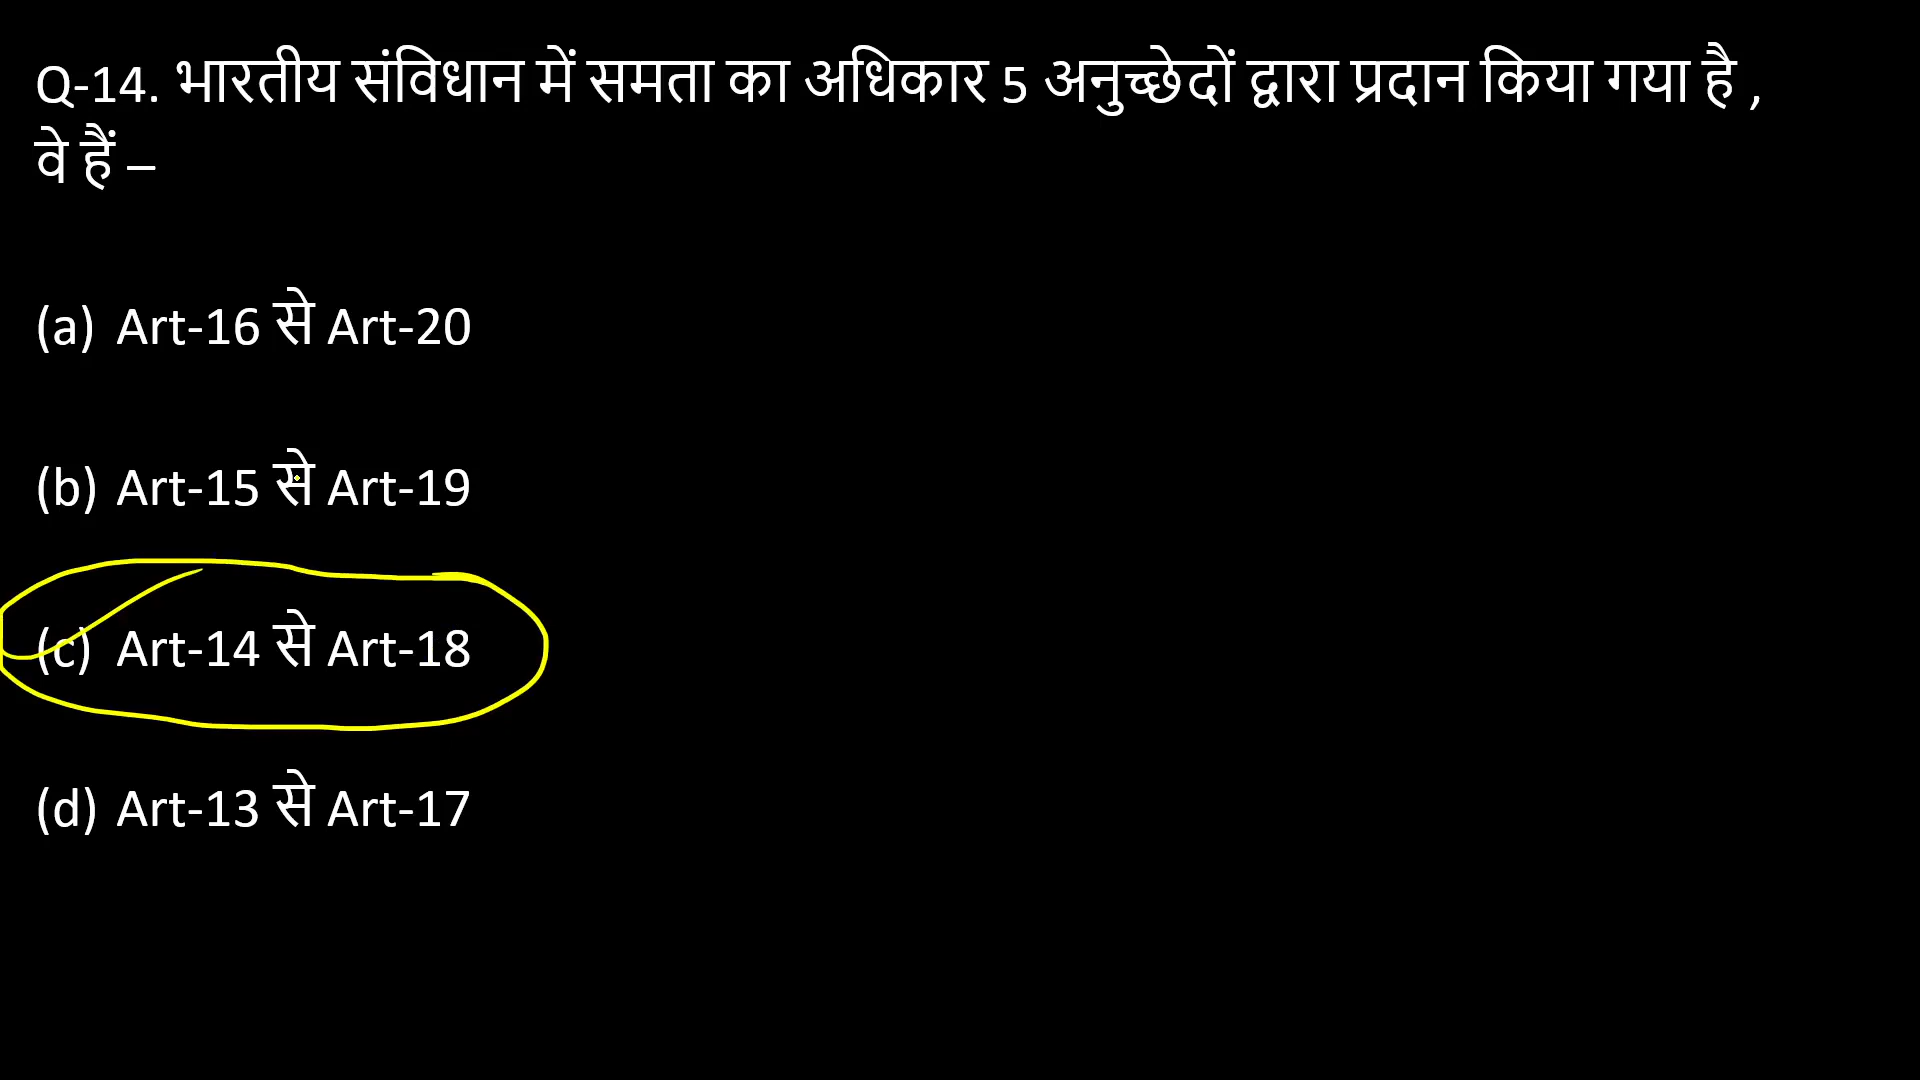 Q-14. भारतीय संविधान में समता का अधिकार 5 अनुच्छेदों द्वारा प्रदान किया गया है ,
वे हैं –
(a) Art-16 से Art-20
(b) Art-15 से Art-19
(c) Art-14 से Art-18
(d) Art-13 से Art-17